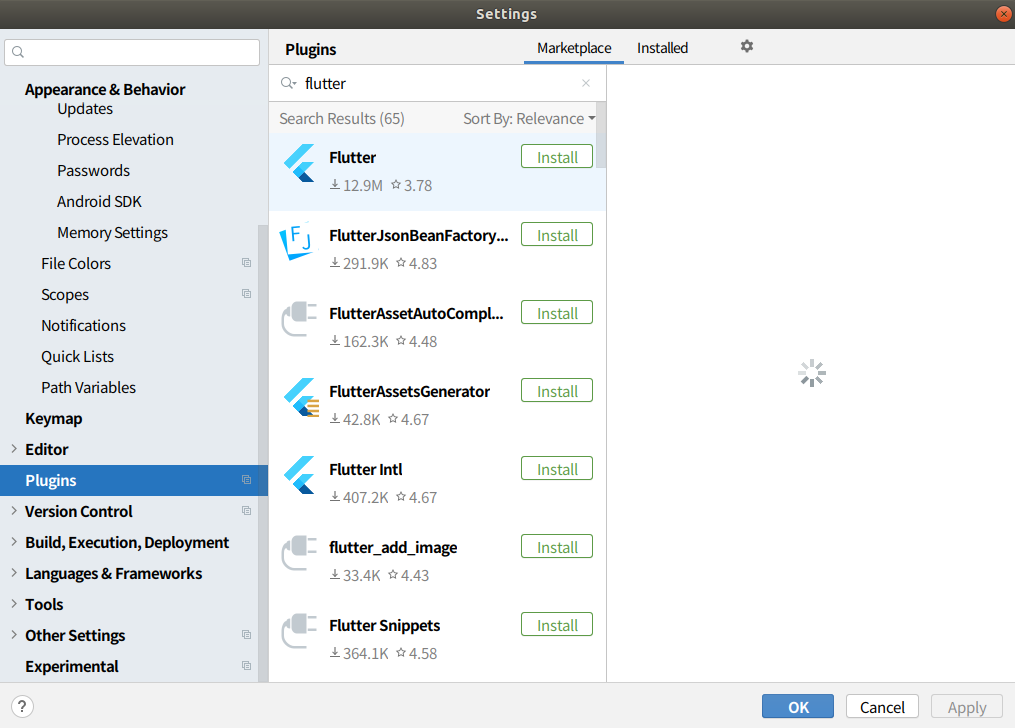 Settings
Plugins
Marketplace
Installed
flutter
Search Results (65)
Sort By: Relevance
Appearance & Behavior
Updates
Process Elevation
Passwords
Android SDK
Memory Settings
File Colors
Scopes
Notifications
Quick Lists
Path Variables
Keymap
Editor
Plugins
Version Control
Build, Execution, Deployment
Languages & Frameworks
Tools
Other Settings
Experimental
Flutter
Install
12.9M 3.78
FJ
FlutterJsonBeanFactory...
Install
291.9K 4.83
FlutterAssetAutoCompl...
Install
162.3K 4.48
FlutterAssetsGenerator
Install
42.8K 4.67
Flutter Intl
Install
407.2K 4.67
flutter_add_image
Install
33.4K 4.43
Flutter Snippets
Install
364.1K 4.58
?
OK
Cancel
Apply